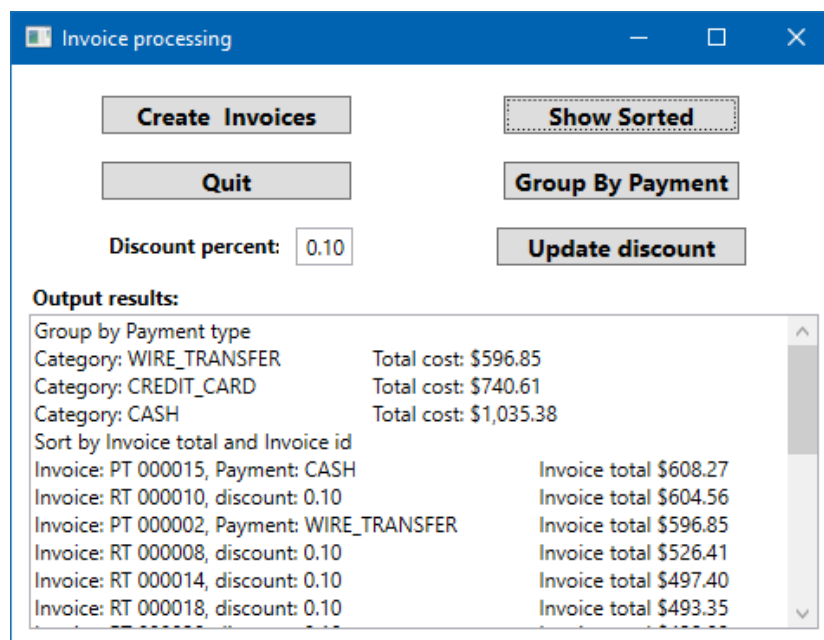 Invoice processing
Create Invoices
Show Sorted
Quit
Group By Payment
Discount percent: 0.10
Update discount
Output results:
Group by Payment type
Category: WIRE_TRANSFER Total cost: $596.85
Category: CREDIT_CARD Total cost: $740.61
Category: CASH Total cost: $1,035.38
Sort by Invoice total and Invoice id
Invoice: PT 000015, Payment: CASH Invoice total $608.27
Invoice: RT 000010, discount: 0.10 Invoice total $604.56
Invoice: PT 000002, Payment: WIRE_TRANSFER Invoice total $596.85
Invoice: RT 000008, discount: 0.10 Invoice total $526.41
Invoice: RT 000014, discount: 0.10 Invoice total $497.40
Invoice: RT 000018, discount: 0.10 Invoice total $493.35